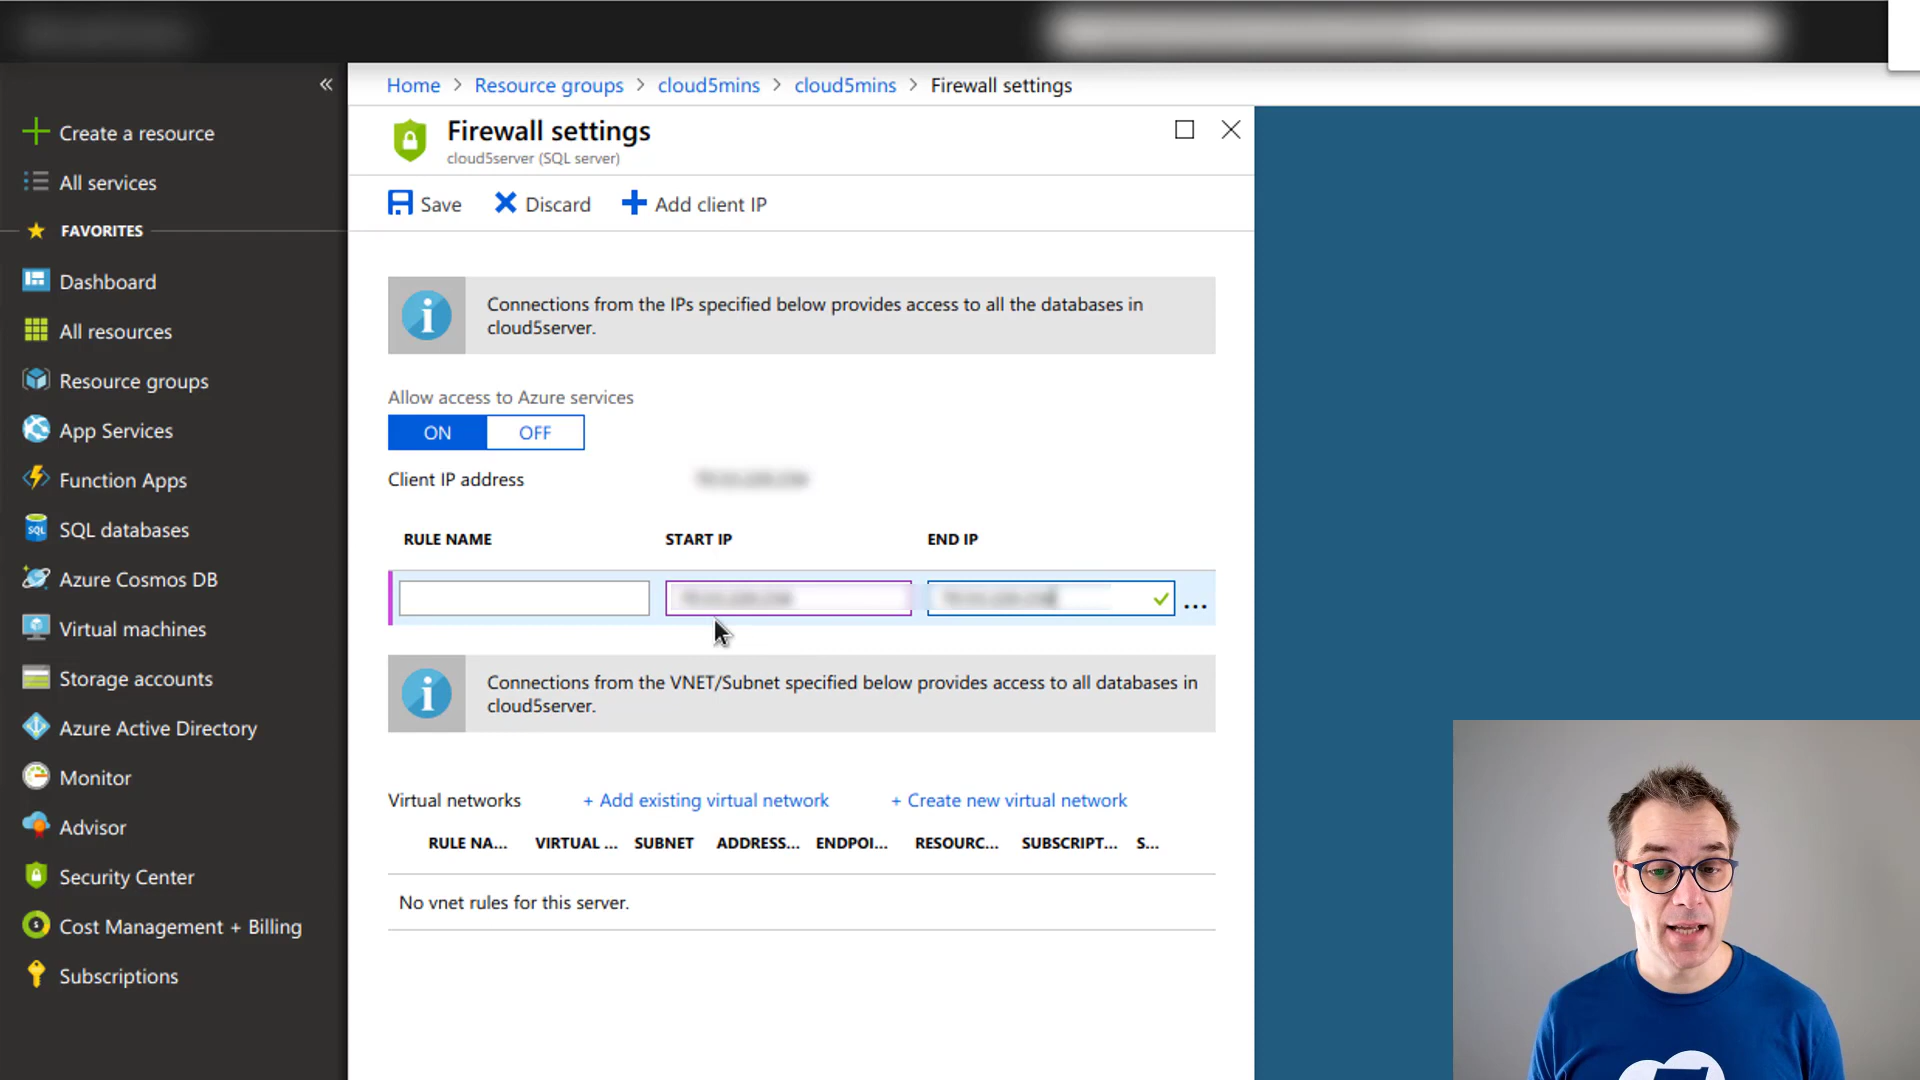 Home > Resource groups > cloud5mins > cloud5mins > Firewall settings
«
Create a resource
All services
FAVORITES
Dashboard
All resources
Resource groups
App Services
Function Apps
SQL databases
Azure Cosmos DB
Virtual machines
Storage accounts
Azure Active Directory
Monitor
Advisor
Security Center
Cost Management + Billing
Subscriptions
Firewall settings
cloud5server (SQL server)
Save Discard Add client IP
Connections from the IPs specified below provides access to all the databases in
cloud5server.
Allow access to Azure services
ON OFF
Client IP address
RULE NAME START IP END IP
...
Connections from the VNET/Subnet specified below provides access to all databases in
cloud5server.
Virtual networks + Add existing virtual network + Create new virtual network
RULE NA... VIRTUAL ... SUBNET ADDRESS... ENDPOI... RESOURC... SUBSCRIPT... S...
No vnet rules for this server.